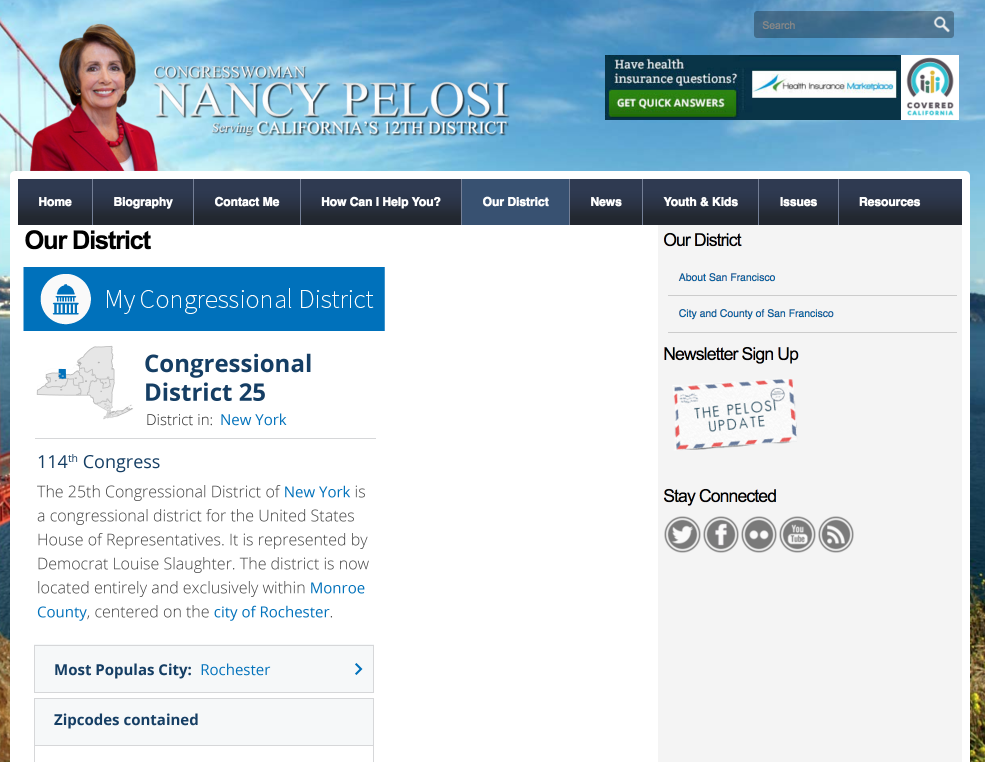 Search
CONGRESSWOMAN
NANCY PELOSI
Serving CALIFORNIA'S 12TH DISTRICT
Have health
insurance questions?
GET QUICK ANSWERS
Health Insurance Marketplace
COVERED
CALIFORNIA
Home Biography Contact Me How Can I Help You? Our District News Youth & Kids Issues Resources
Our District
My Congressional District
Congressional
District 25
District in: New York
114th Congress
The 25th Congressional District of New York is
a congressional district for the United States
House of Representatives. It is represented by
Democrat Louise Slaughter. The district is now
located entirely and exclusively within Monroe
County, centered on the city of Rochester.
Most Populas City: Rochester
Zipcodes contained
Our District
About San Francisco
City and County of San Francisco
Newsletter Sign Up
THE PELOSI
UPDATE
Stay Connected
You
Tube